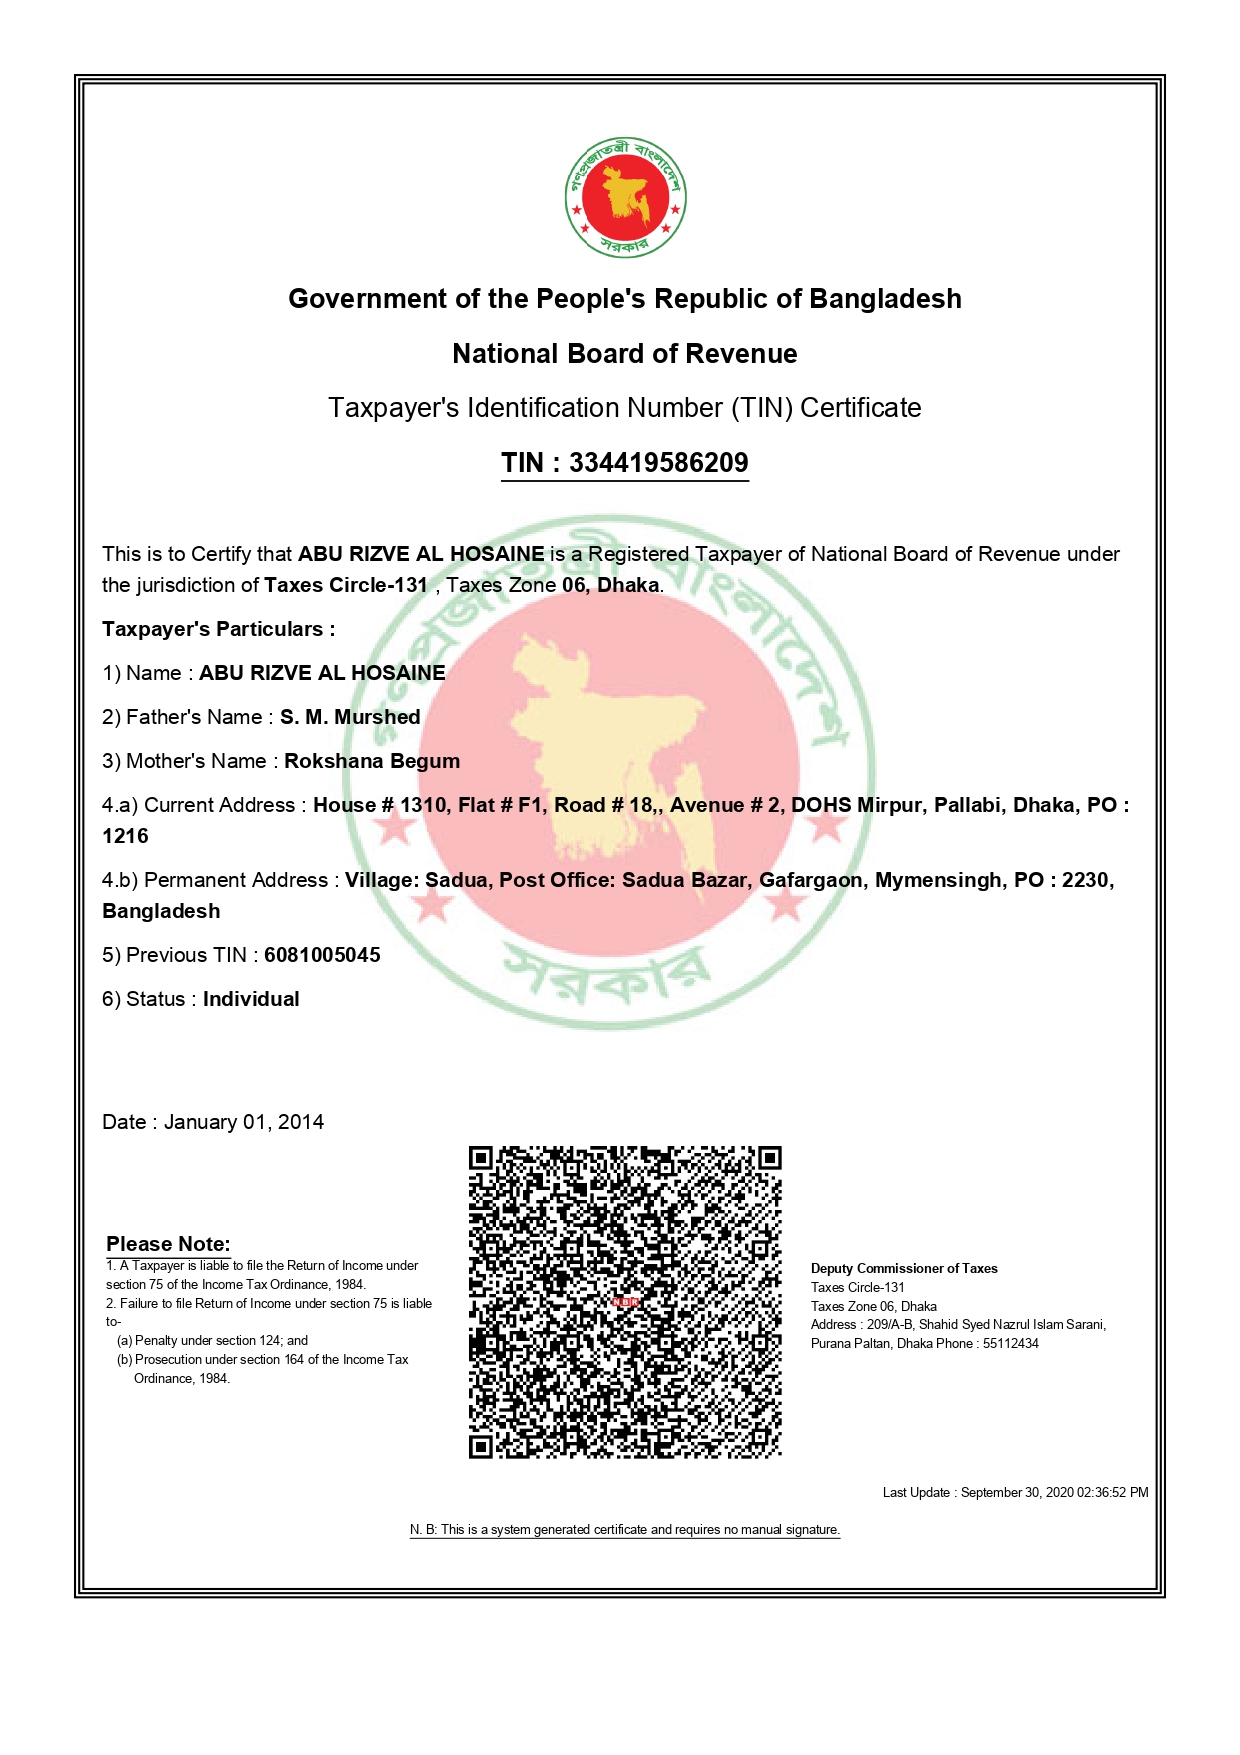 গণপ্রজাতন্ত্রী বাংলাদেশ
সরকার
Government of the People's Republic of Bangladesh
National Board of Revenue
Taxpayer's Identification Number (TIN) Certificate
TIN : 334419586209
This is to Certify that ABU RIZVE AL HOSAINE is a Registered Taxpayer of National Board of Revenue under
the jurisdiction of Taxes Circle-131 , Taxes Zone 06, Dhaka.
Taxpayer's Particulars :
1) Name : ABU RIZVE AL HOSAINE
2) Father's Name : S. M. Murshed
3) Mother's Name : Rokshana Begum
4.a) Current Address : House # 1310, Flat # F1, Road # 18,, Avenue # 2, DOHS Mirpur, Pallabi, Dhaka, PO :
1216
4.b) Permanent Address : Village: Sadua, Post Office: Sadua Bazar, Gafargaon, Mymensingh, PO : 2230,
Bangladesh
5) Previous TIN : 6081005045
6) Status : Individual
গণপ্রজাতন্ত্রী বাংলাদেশ
সরকার
Date : January 01, 2014
Please Note:
1. A Taxpayer is liable to file the Return of Income under
section 75 of the Income Tax Ordinance, 1984.
2. Failure to file Return of Income under section 75 is liable
to-
(a) Penalty under section 124; and
(b) Prosecution under section 164 of the Income Tax
Ordinance, 1984.
NBR
Deputy Commissioner of Taxes
Taxes Circle-131
Taxes Zone 06, Dhaka
Address : 209/A-B, Shahid Syed Nazrul Islam Sarani,
Purana Paltan, Dhaka Phone : 55112434
Last Update : September 30, 2020 02:36:52 PM
N. B: This is a system generated certificate and requires no manual signature.